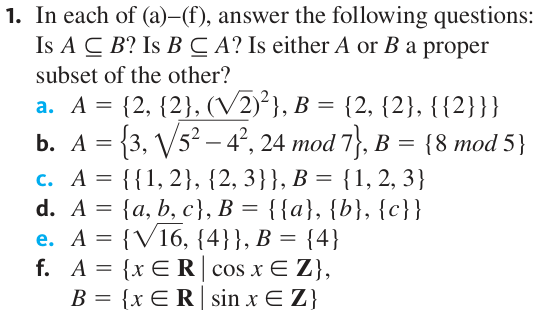 1. In each of (a)–(f), answer the following questions:
Is A ⊆ B? Is B ⊆ A? Is either A or B a proper
subset of the other?
a. A = {2, {2}, (√2)²}, B = {2, {2}, {{2}}}
b. A = {3, √(5² – 4²), 24 mod 7}, B = {8 mod 5}
c. A = {{1, 2}, {2, 3}}, B = {1, 2, 3}
d. A = {a, b, c}, B = {{a}, {b}, {c}}
e. A = {√16, {4}}, B = {4}
f. A = {x ∈ R | cos x ∈ Z},
B = {x ∈ R | sin x ∈ Z}